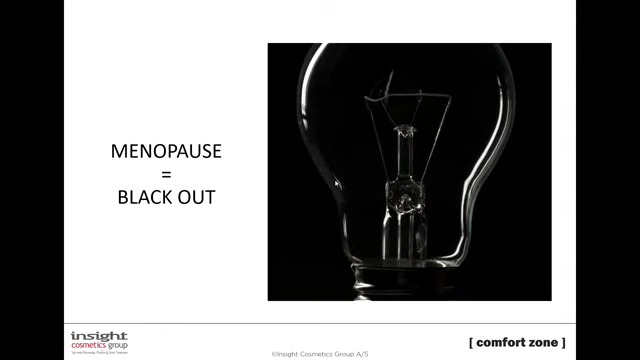 MENOPAUSE
=
BLACK OUT
insight
cosmetics group
[ comfort zone ]
©Insight Cosmetics Group A/S